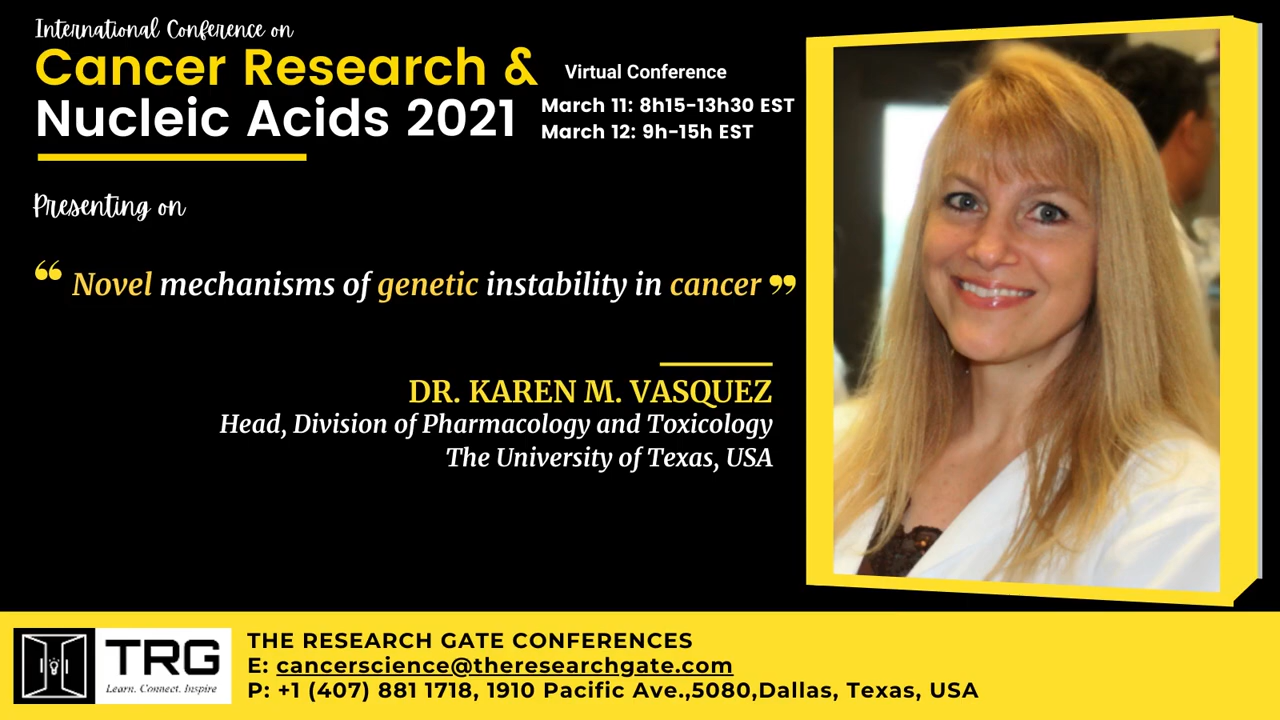 International Conference on
Cancer Research &
Nucleic Acids 2021
Virtual Conference
March 11: 8h15-13h30 EST
March 12: 9h-15h EST
Presenting on
“ Novel mechanisms of genetic instability in cancer ”
DR. KAREN M. VASQUEZ
Head, Division of Pharmacology and Toxicology
The University of Texas, USA
TRG
Learn. Connect. Inspire
THE RESEARCH GATE CONFERENCES
E: cancerscience@theresearchgate.com
P: +1 (407) 881 1718, 1910 Pacific Ave.,5080,Dallas, Texas, USA